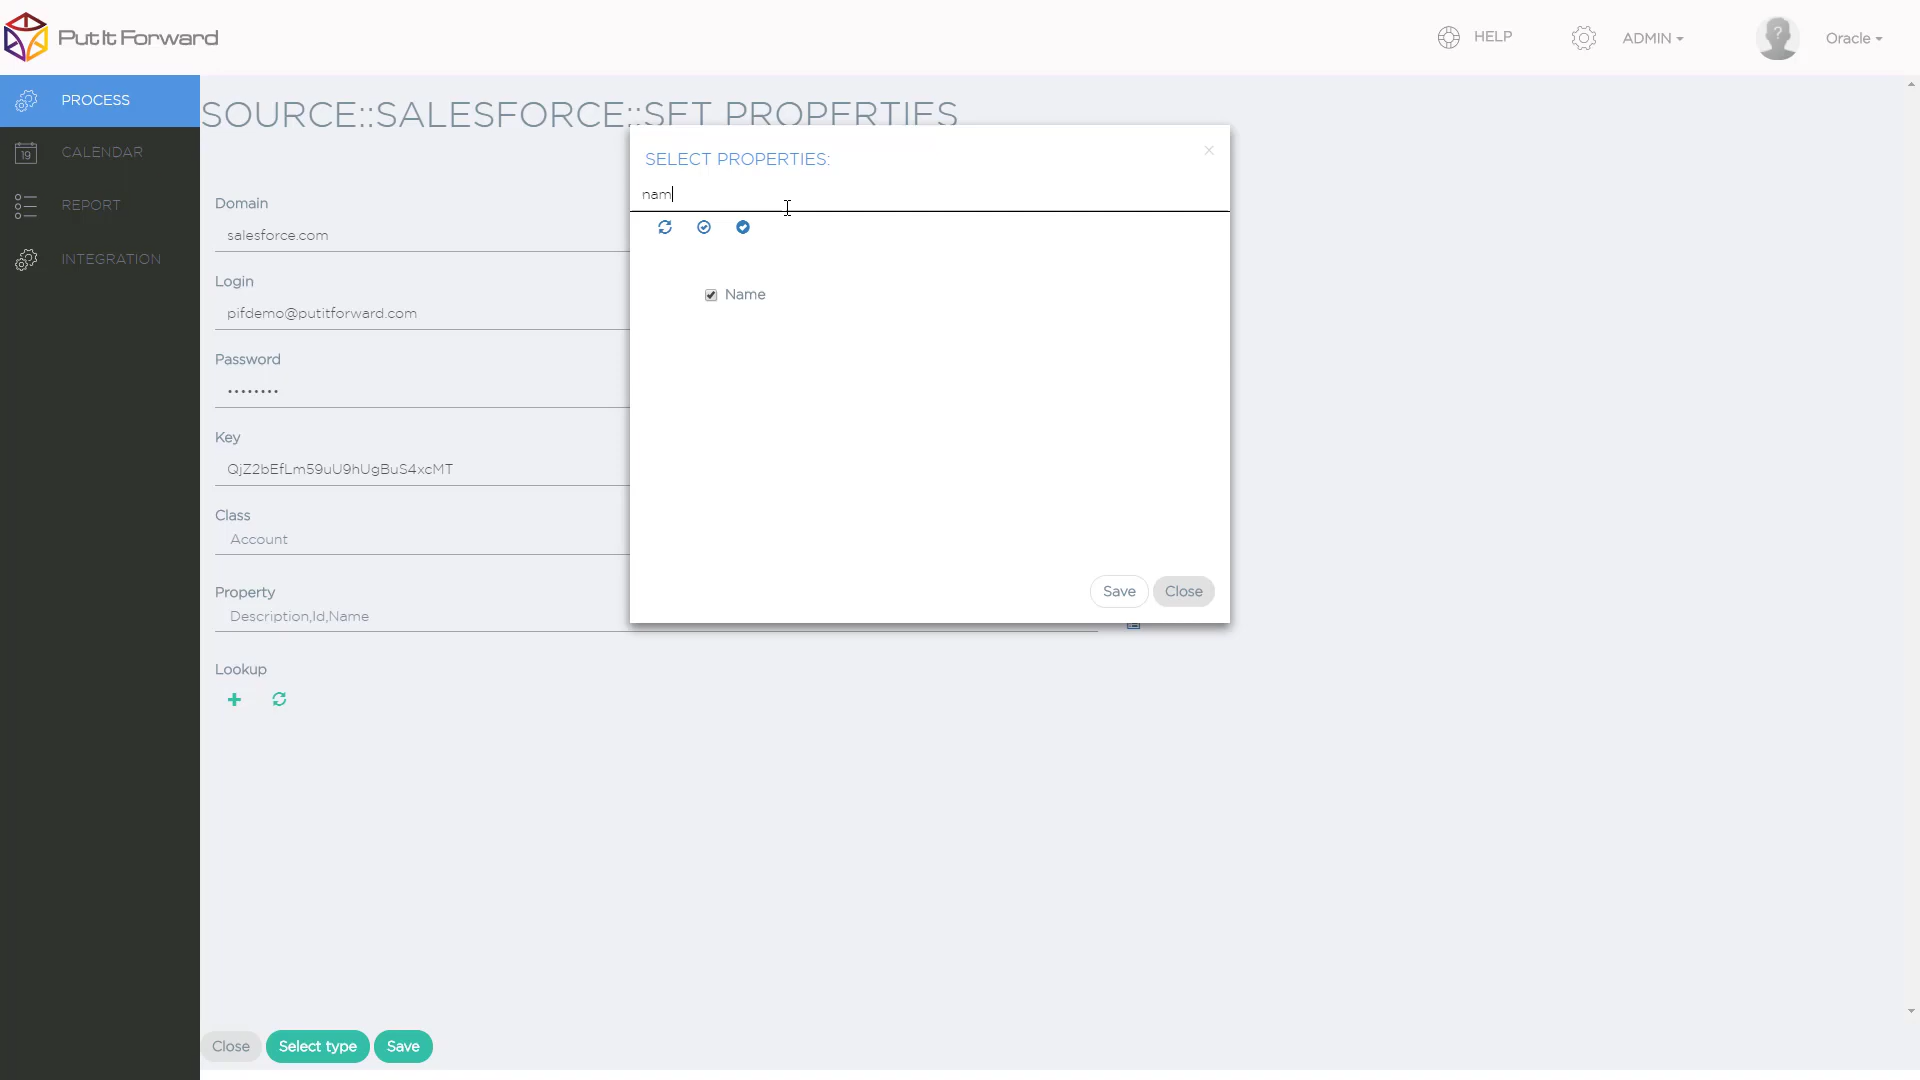 PutIt Forward
HELP
ADMIN
?
Oracle
PROCESS
19
CALENDAR
REPORT
INTEGRATION
SOURCE::SALESFORCE::SET PROPERTIES
Domain
salesforce.com
Login
pifdemo@putitforward.com
Password
••••••••
Key
QjZ2bEfLm59uU9hUgBuS4xcMT
Class
Account
Property
Description,Id,Name
Lookup
SELECT PROPERTIES:
×
nam
Name
Save
Close
Close
Select type
Save